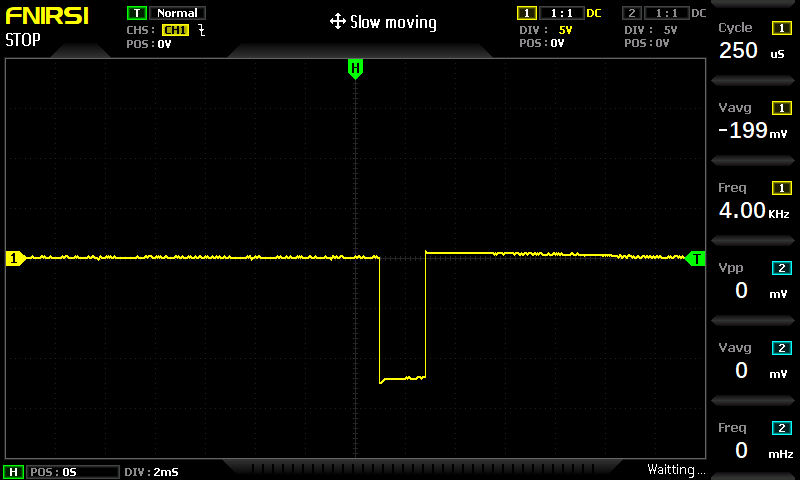 FNIRSI
STOP
T Normal
CHS: CH1
POS: 0V
Slow moving
1 1:1 DC
DIV: 5V
POS: 0V
2 1:1 DC
DIV: 5V
POS: 0V
Cycle 1
250 uS
Vavg 1
-199 mV
Freq 1
4.00 KHz
Vpp 2
0 mV
Vavg 2
0 mV
Freq 2
0 mHz
H
1
T
H POS: 0S DIV: 2mS
Waitting...